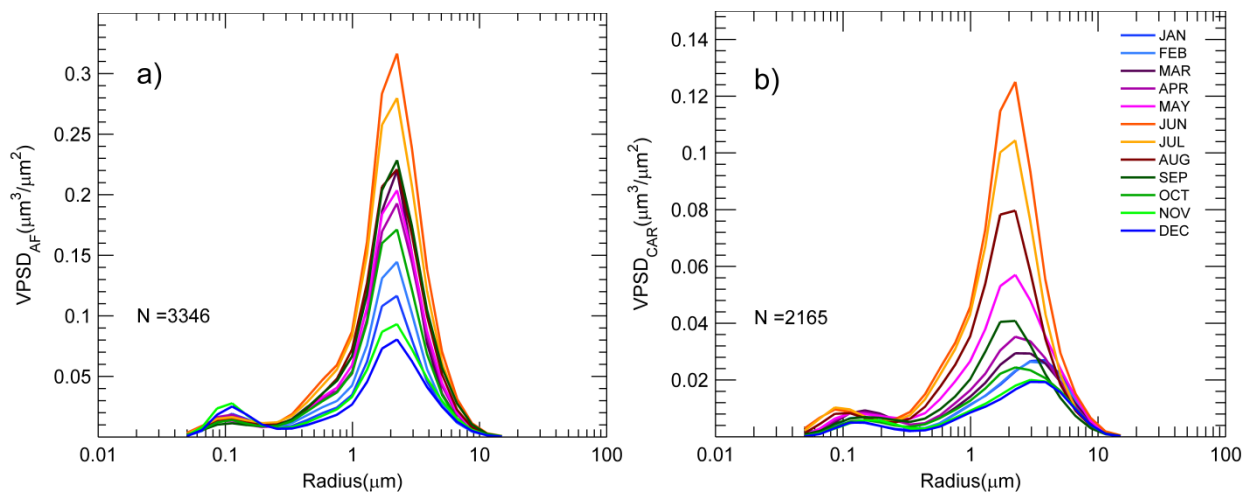 a)
0.3
0.25
0.2
0.15
0.1
0.05
VPSD_AF(μm³/μm²)
N =3346
0.01
0.1
1
10
100
Radius(μm)
b)
0.14
0.12
0.1
0.08
0.06
0.04
0.02
VPSD_CAR(μm³/μm²)
N =2165
0.01
0.1
1
10
100
Radius(μm)
JAN
FEB
MAR
APR
MAY
JUN
JUL
AUG
SEP
OCT
NOV
DEC